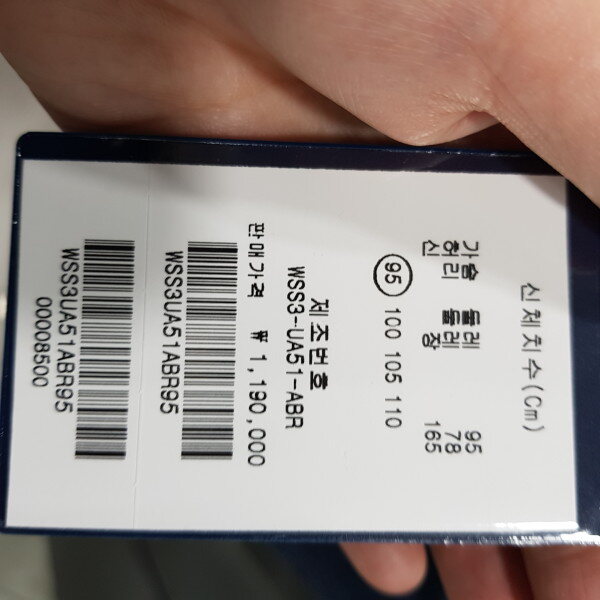 신체치수(Cm)
가슴 둘레 95
허리 둘레 78
신 장 165
95 100 105 110
제조번호
WSS3-UA51-ABR
판매가격 ₩ 1,190,000
WSS3UA51ABR95
WSS3UA51ABR95
00008500